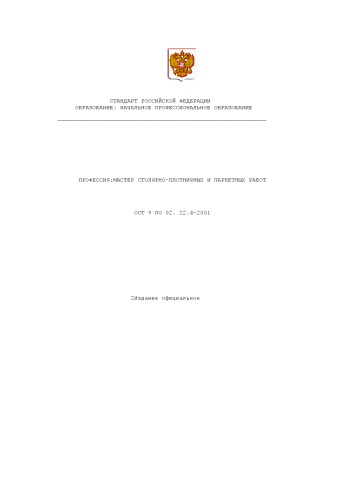 СТАНДАРТ РОССИЙСКОЙ ФЕДЕРАЦИИ
ОБРАЗОВАНИЕ: НАЧАЛЬНОЕ ПРОФЕССИОНАЛЬНОЕ ОБРАЗОВАНИЕ
ПРОФЕССИЯ:МАСТЕР СТОЛЯРНО-ПЛОТНИЧНЫХ И ПАРКЕТНЫХ РАБОТ
ОСТ 9 ПО 02. 22.4-2001
Издание официальное